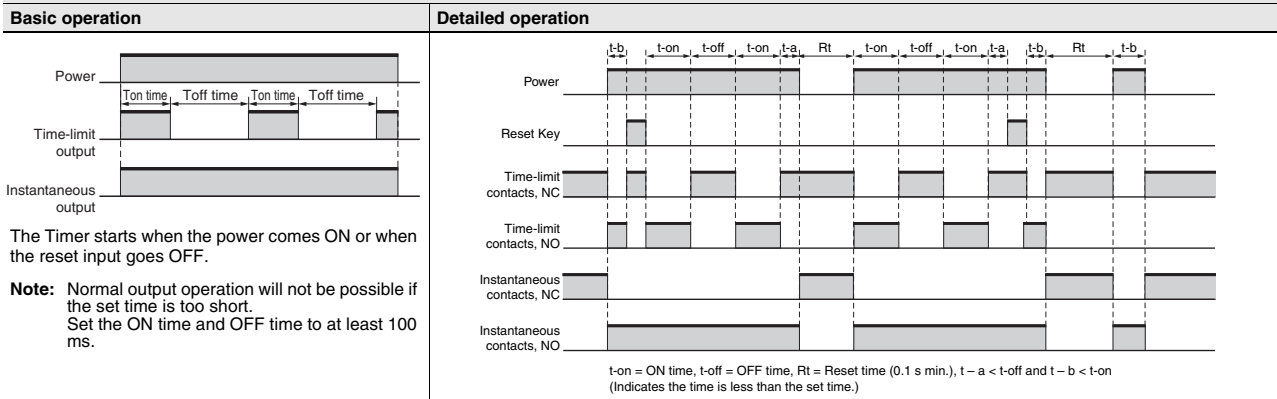 Basic operation
Detailed operation
Power
Ton time
Toff time
Ton time
Toff time
Time-limit
output
Instantaneous
output
The Timer starts when the power comes ON or when
the reset input goes OFF.
Note: Normal output operation will not be possible if
the set time is too short.
Set the ON time and OFF time to at least 100
ms.
t-b t-on t-off t-on t-a Rt t-on t-off t-on t-a t-b Rt t-b
Power
Reset Key
Time-limit
contacts, NC
Time-limit
contacts, NO
Instantaneous
contacts, NC
Instantaneous
contacts, NO
t-on = ON time, t-off = OFF time, Rt = Reset time (0.1 s min.), t – a < t-off and t – b < t-on
(Indicates the time is less than the set time.)